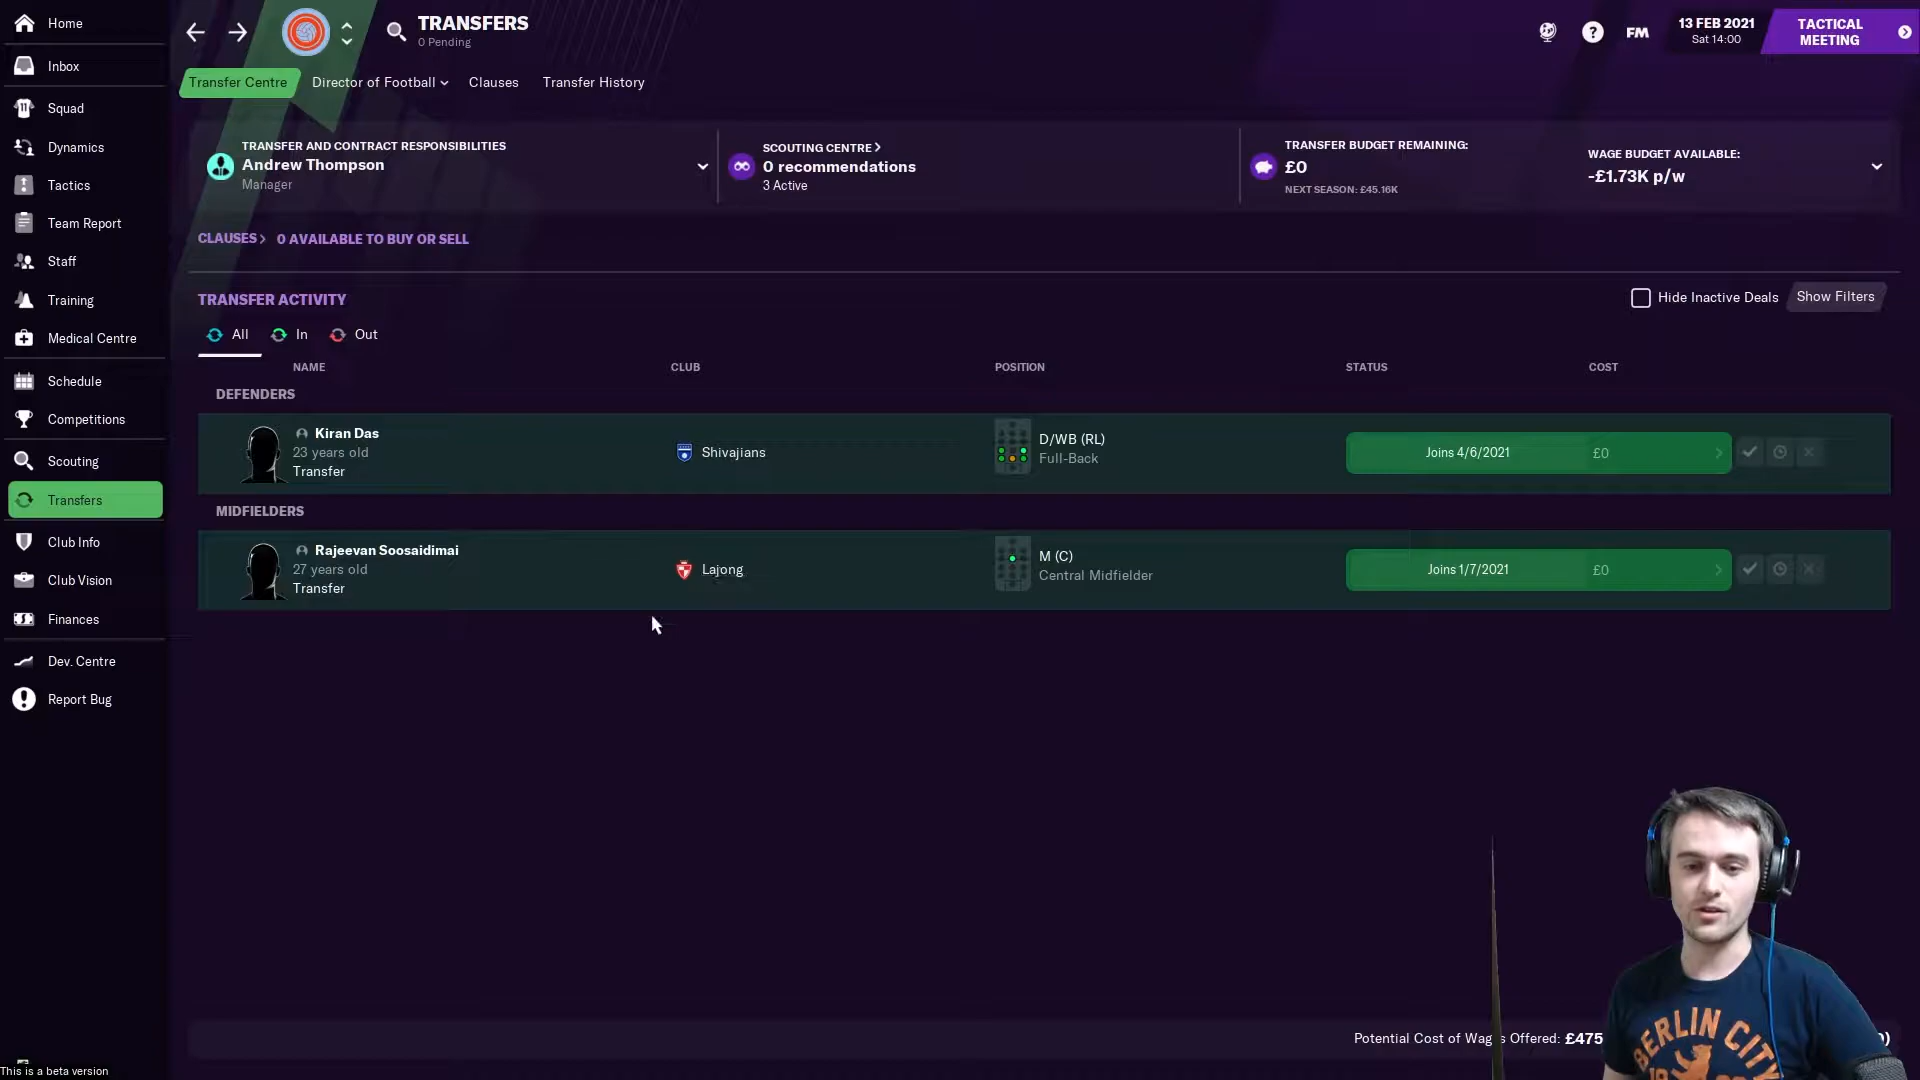 Home
Inbox
Squad
Dynamics
Tactics
Team Report
Staff
Training
Medical Centre
Schedule
Competitions
Scouting
Transfers
Club Info
Club Vision
Finances
Dev. Centre
Report Bug
This is a beta version
TRANSFERS
0 Pending
FM
13 FEB 2021
Sat 14:00
TACTICAL
MEETING
Transfer Centre
Director of Football
Clauses
Transfer History
TRANSFER AND CONTRACT RESPONSIBILITIES
Andrew Thompson
Manager
SCOUTING CENTRE
0 recommendations
3 Active
TRANSFER BUDGET REMAINING:
£0
NEXT SEASON: £45.16K
WAGE BUDGET AVAILABLE:
-£1.73K p/w
CLAUSES 0 AVAILABLE TO BUY OR SELL
TRANSFER ACTIVITY
Hide Inactive Deals
Show Filters
All In Out
NAME CLUB POSITION STATUS COST
DEFENDERS
Kiran Das
23 years old
Transfer
Shivajians
D/WB (RL)
Full-Back
Joins 4/6/2021 £0
MIDFIELDERS
Rajeevan Soosaidimai
27 years old
Transfer
Lajong
M (C)
Central Midfielder
Joins 1/7/2021 £0
Potential Cost of Wages Offered: £475
BERLIN CITY